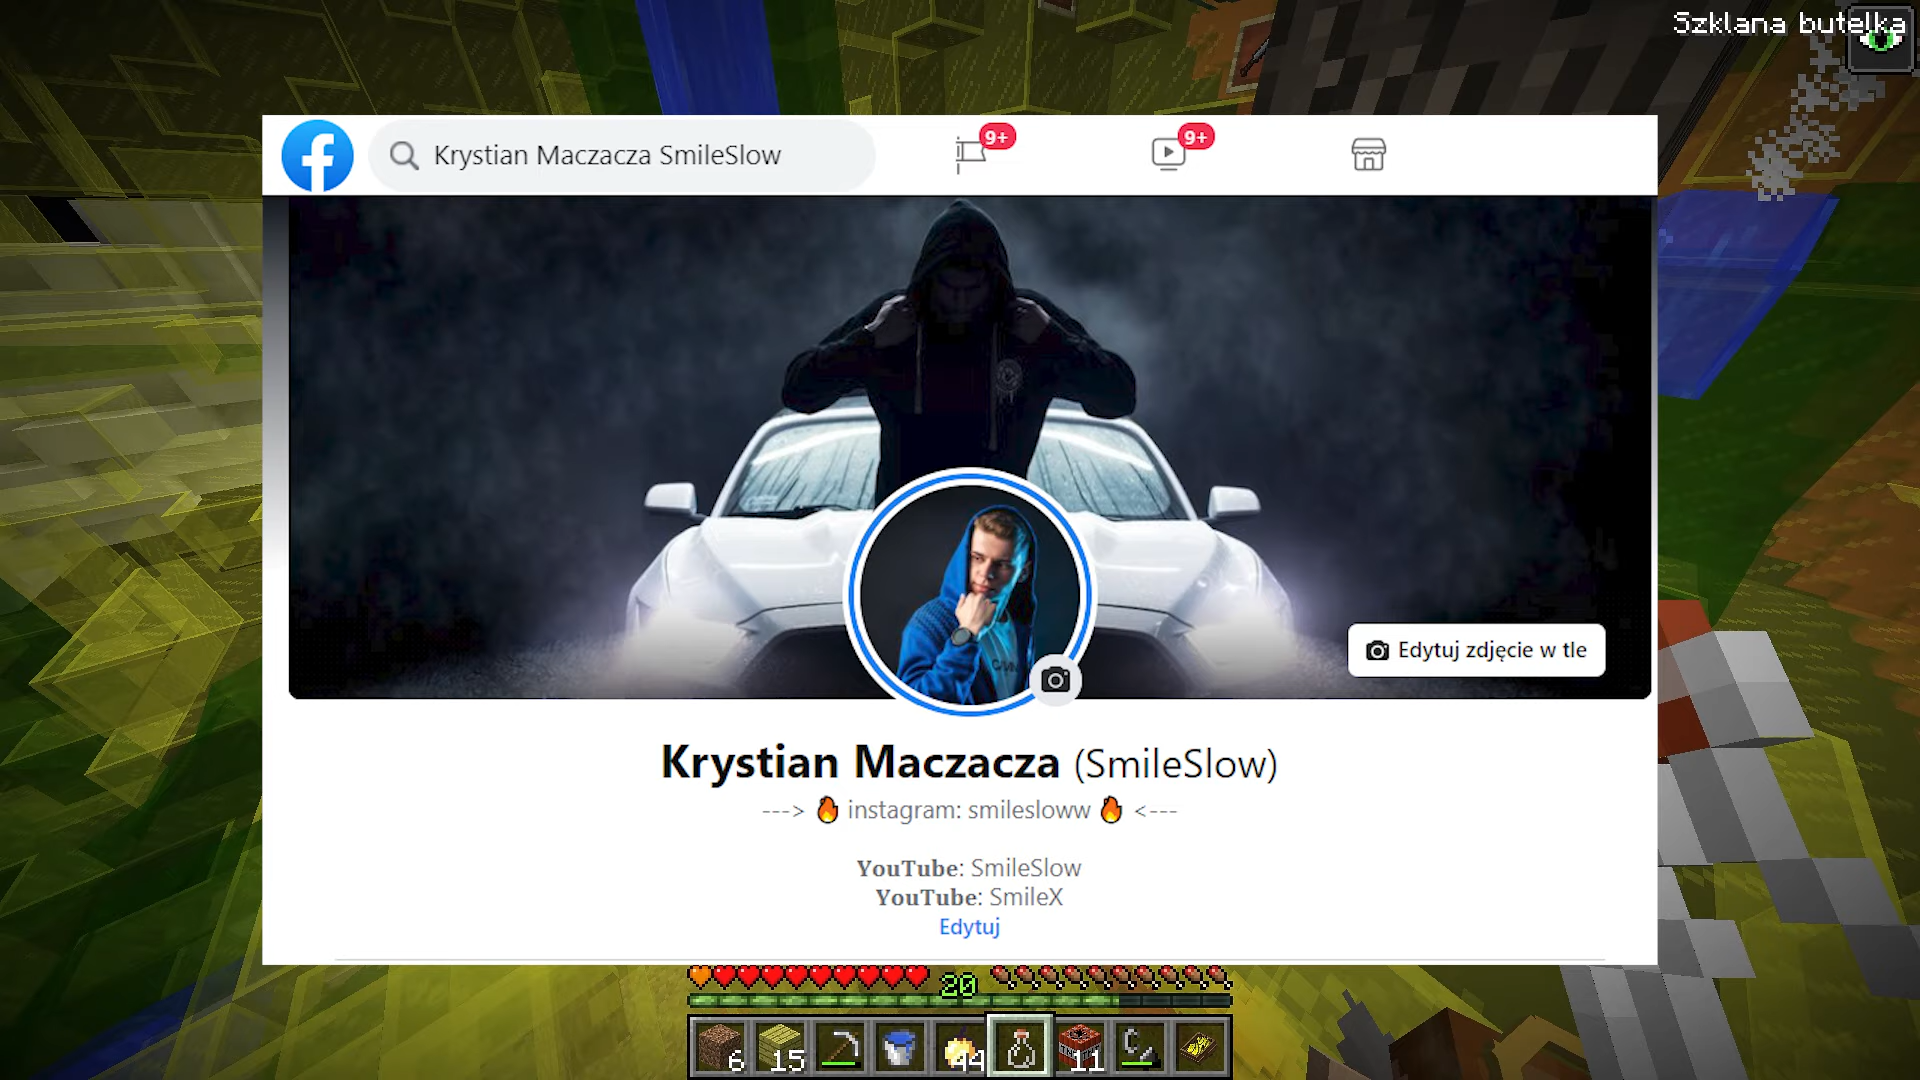 Szklana butelka
Krystian Maczacza SmileSlow
9+
9+
Edytuj zdjęcie w tle
Krystian Maczacza (SmileSlow)
---> 🔥 instagram: smilesloww 🔥 <---
YouTube: SmileSlow
YouTube: SmileX
Edytuj
20
6 15 44 11